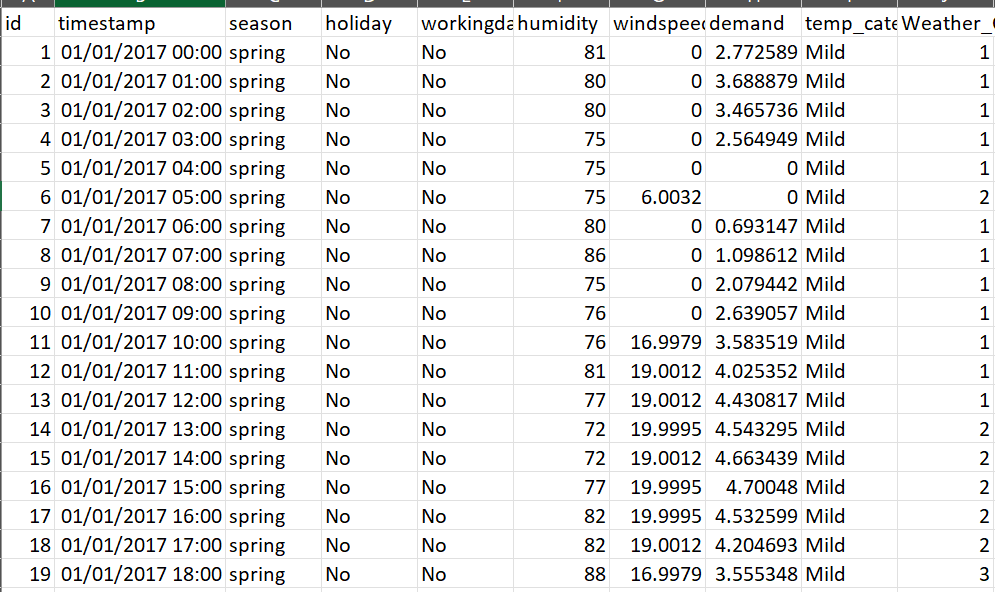 id timestamp season holiday workingda humidity windspeed demand temp_cate Weather_
1 01/01/2017 00:00 spring No No 81 0 2.772589 Mild 1
2 01/01/2017 01:00 spring No No 80 0 3.688879 Mild 1
3 01/01/2017 02:00 spring No No 80 0 3.465736 Mild 1
4 01/01/2017 03:00 spring No No 75 0 2.564949 Mild 1
5 01/01/2017 04:00 spring No No 75 0 0 Mild 1
6 01/01/2017 05:00 spring No No 75 6.0032 0 Mild 2
7 01/01/2017 06:00 spring No No 80 0 0.693147 Mild 1
8 01/01/2017 07:00 spring No No 86 0 1.098612 Mild 1
9 01/01/2017 08:00 spring No No 75 0 2.079442 Mild 1
10 01/01/2017 09:00 spring No No 76 0 2.639057 Mild 1
11 01/01/2017 10:00 spring No No 76 16.9979 3.583519 Mild 1
12 01/01/2017 11:00 spring No No 81 19.0012 4.025352 Mild 1
13 01/01/2017 12:00 spring No No 77 19.0012 4.430817 Mild 1
14 01/01/2017 13:00 spring No No 72 19.9995 4.543295 Mild 2
15 01/01/2017 14:00 spring No No 72 19.0012 4.663439 Mild 2
16 01/01/2017 15:00 spring No No 77 19.9995 4.70048 Mild 2
17 01/01/2017 16:00 spring No No 82 19.9995 4.532599 Mild 2
18 01/01/2017 17:00 spring No No 82 19.0012 4.204693 Mild 2
19 01/01/2017 18:00 spring No No 88 16.9979 3.555348 Mild 3